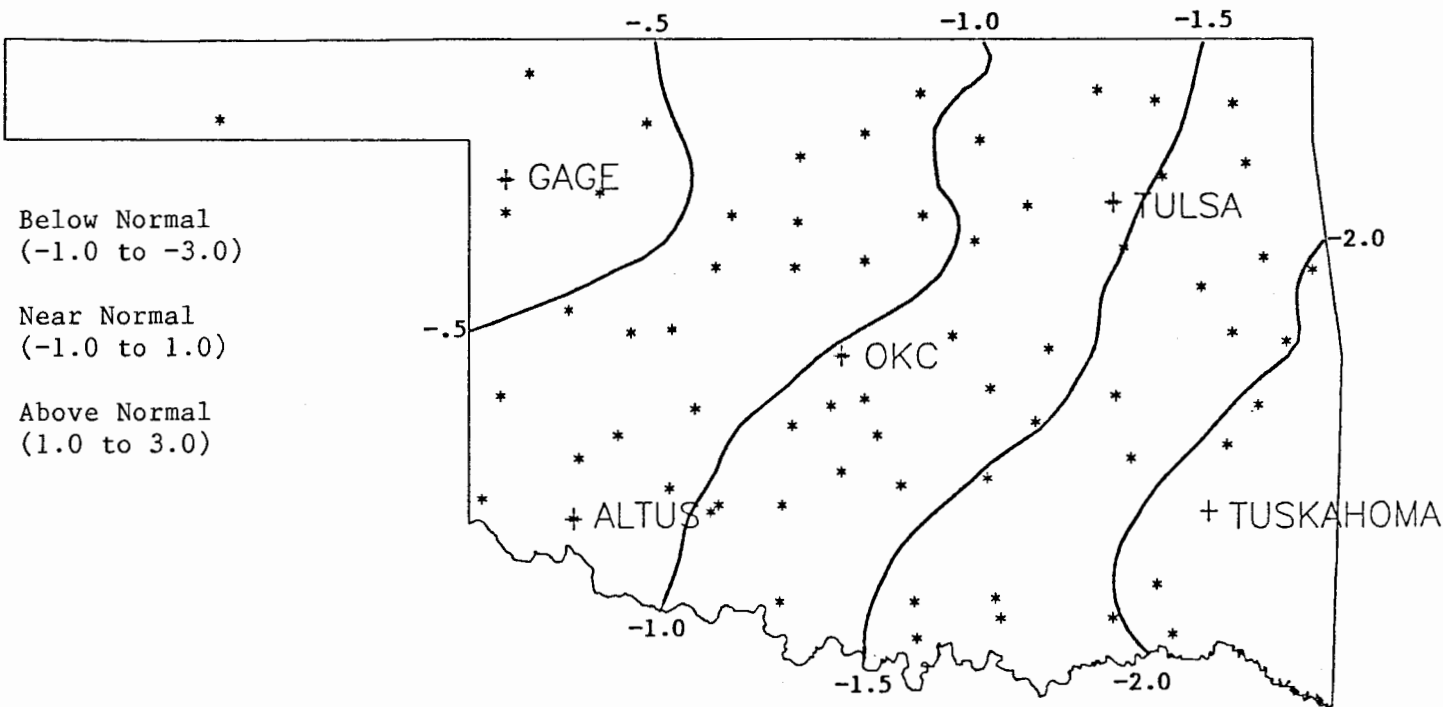 -.5
-1.0
-1.5
GAGE
TULSA
Below Normal
(-1.0 to -3.0)
-2.0
Near Normal
(-1.0 to 1.0)
-.5
OKC
Above Normal
(1.0 to 3.0)
ALTUS
TUSKAHOMA
-1.0
-1.5
-2.0